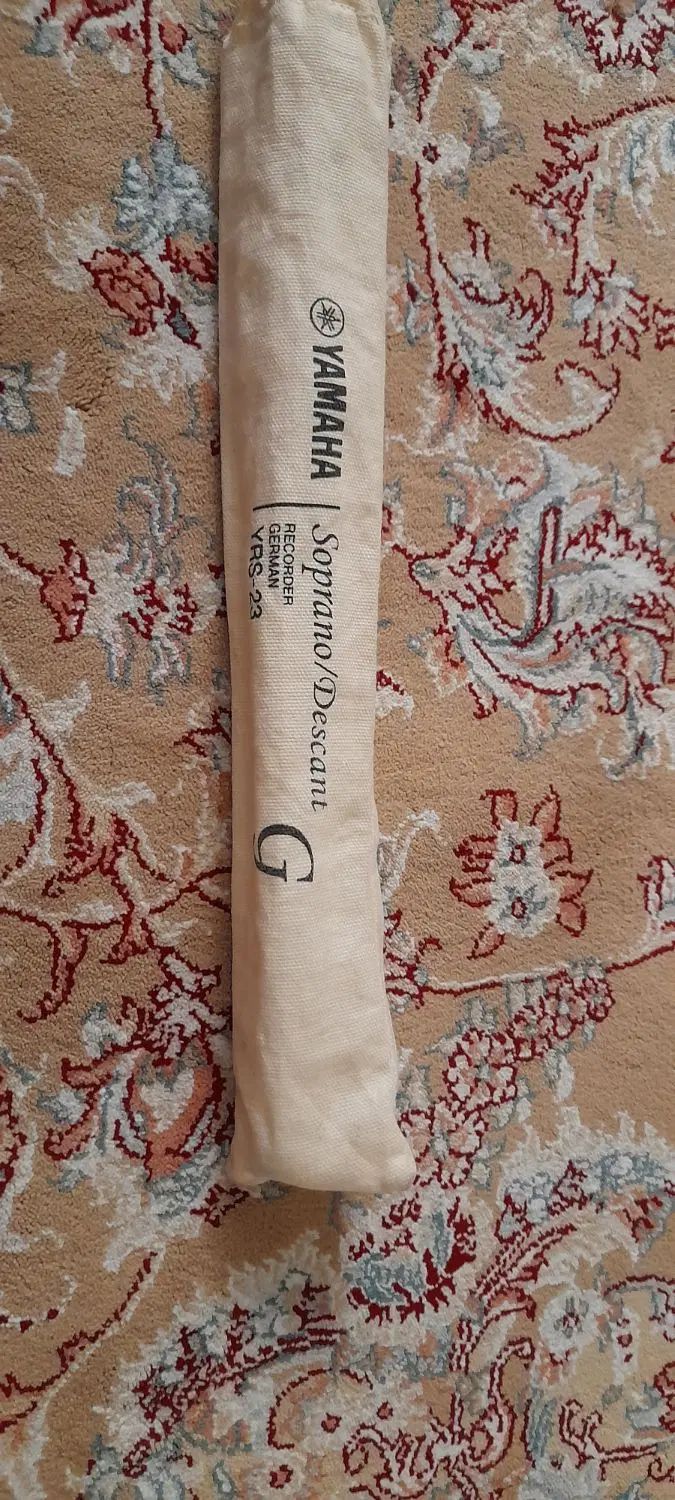 YAMAHA
Soprano/Descant
RECORDER
GERMAN
YRS-23
G